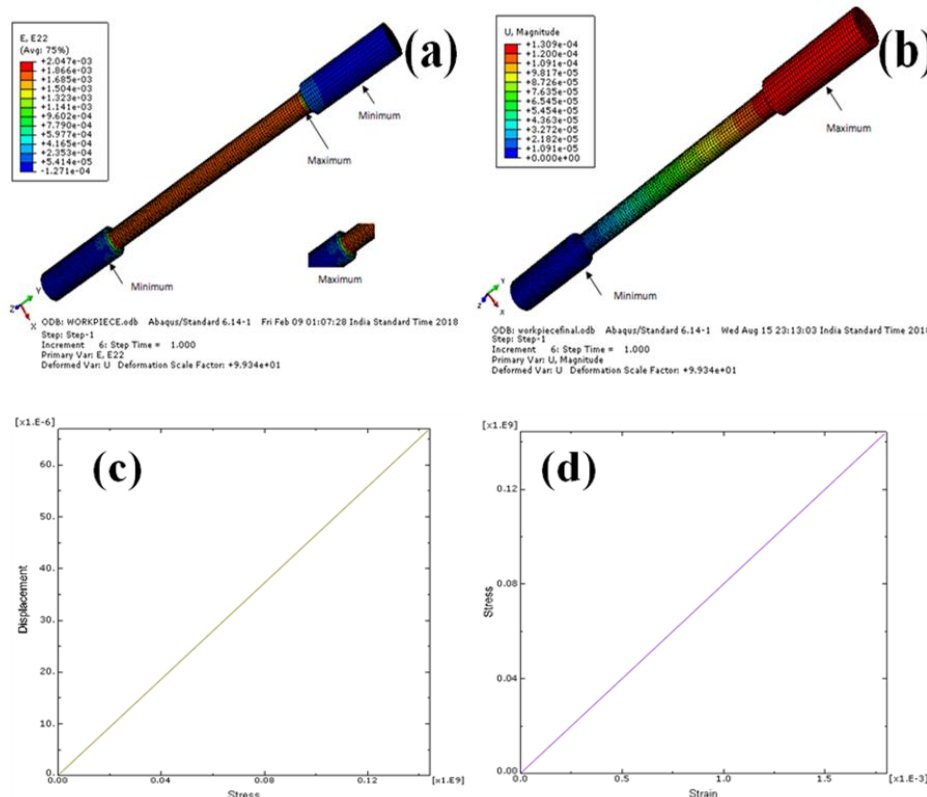 E, E22
(Avg: 75%)
+2.047e-03
+1.866e-03
+1.685e-03
+1.504e-03
+1.323e-03
+1.141e-03
+9.602e-04
+7.790e-04
+5.977e-04
+4.165e-04
+2.353e-04
+5.414e-05
-1.271e-04
(a)
Minimum
Maximum
Minimum
Maximum
Y
Z
X
ODB: WORKPIECE.odb Abaqus/Standard 6.14-1 Fri Feb 09 01:07:28 India Standard Time 2018
Step: Step-1
Increment 6: Step Time = 1.000
Primary Var: E, E22
Deformed Var: U Deformation Scale Factor: +9.934e+01
U, Magnitude
+1.309e-04
+1.200e-04
+1.091e-04
+9.817e-05
+8.726e-05
+7.635e-05
+6.545e-05
+5.454e-05
+4.363e-05
+3.272e-05
+2.182e-05
+1.091e-05
+0.000e+00
(b)
Maximum
Minimum
Y
Z
X
ODB: workpiecefinal.odb Abaqus/Standard 6.14-1 Wed Aug 15 23:13:03 India Standard Time 2018
Step: Step-1
Increment 6: Step Time = 1.000
Primary Var: U, Magnitude
Deformed Var: U Deformation Scale Factor: +9.934e+01
[x1.E-6]
(c)
60.
50.
40.
30.
20.
10.
0.
Displacement
0.00 0.04 0.08 0.12 [x1.E9]
Stress
[x1.E9]
(d)
0.12
0.08
0.04
0.00
Stress
0.0 0.5 1.0 1.5 [x1.E-3]
Strain